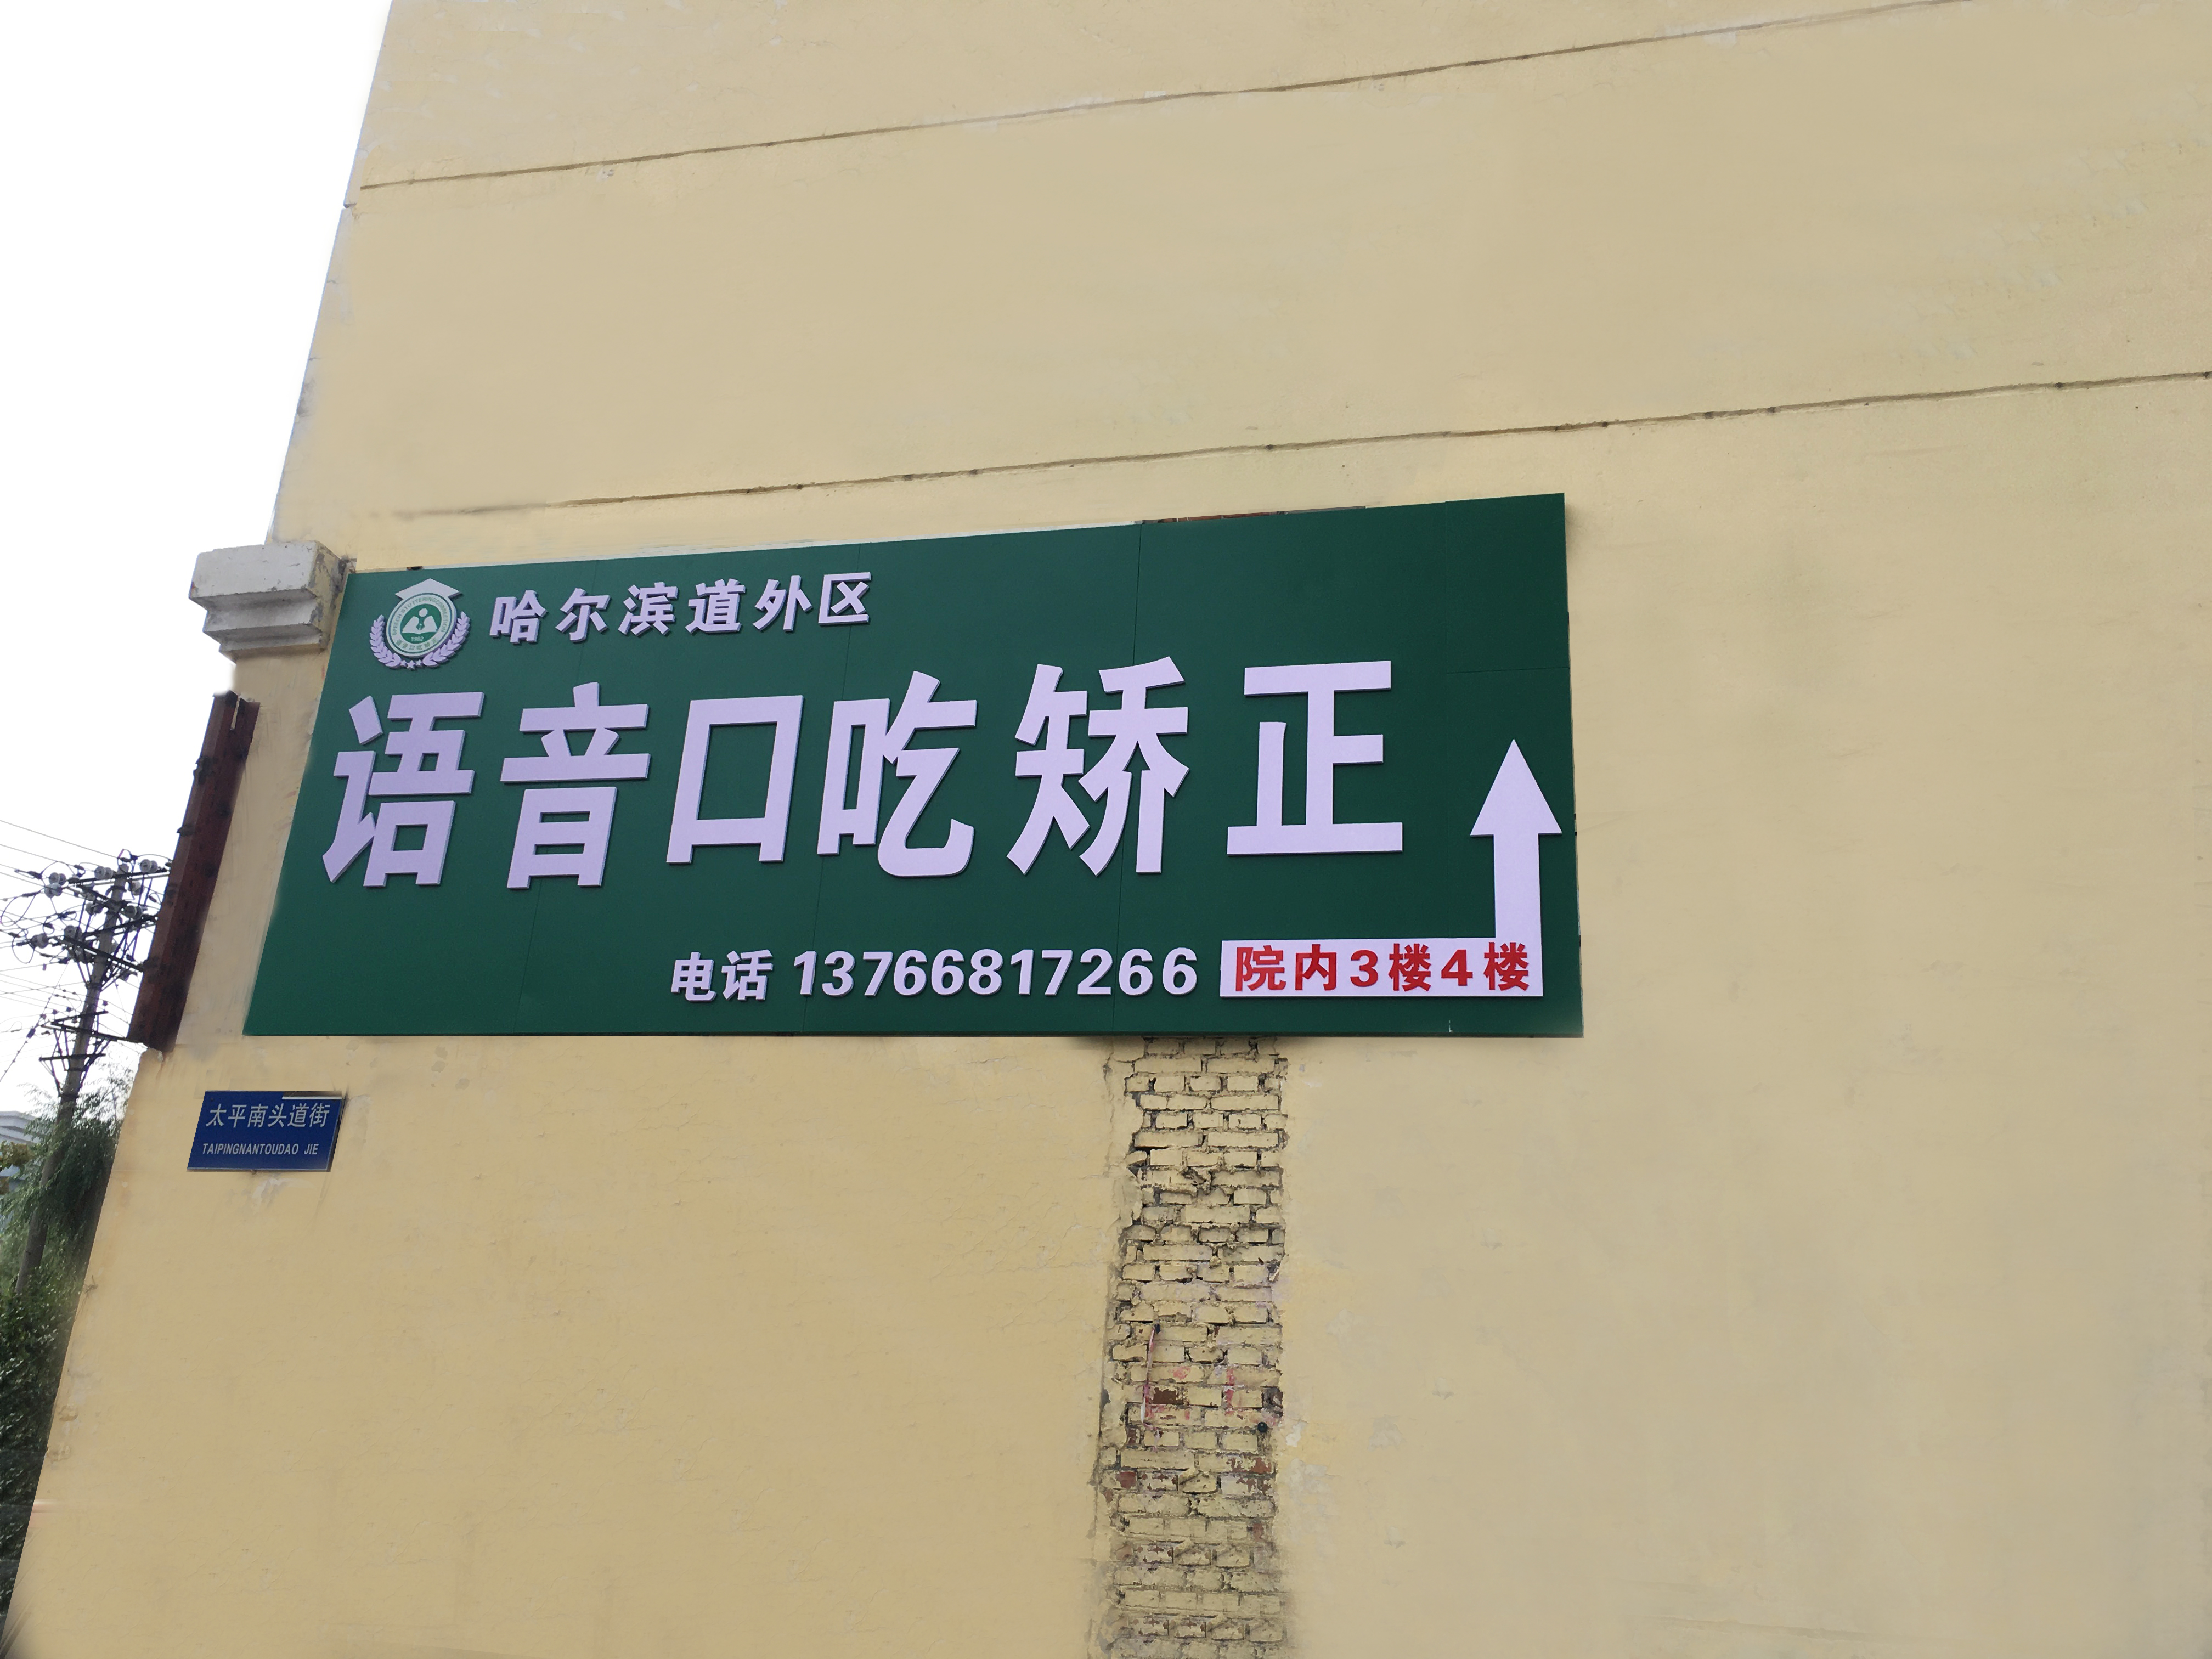 哈尔滨道外区
语音口吃矫正
电话 13766817266
院内3楼4楼
1982
太平南头道街
TAIPINGNANTOUDAO JIE